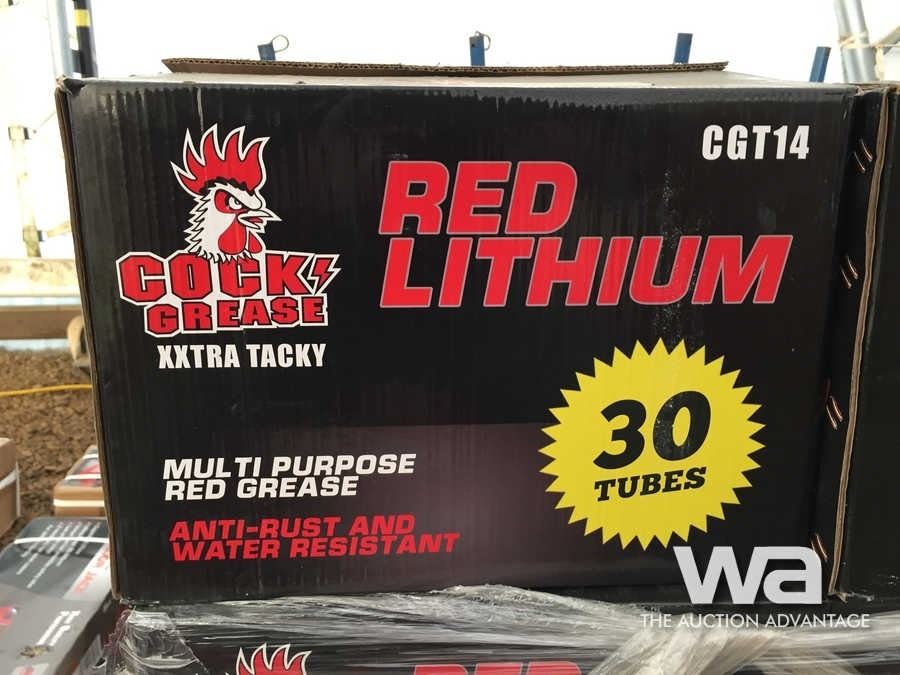 CGT14
RED
LITHIUM
COCK
GREASE
XXTRA TACKY
30
TUBES
MULTI PURPOSE
RED GREASE
ANTI-RUST AND
WATER RESISTANT
wa
THE AUCTION ADVANTAGE
RED